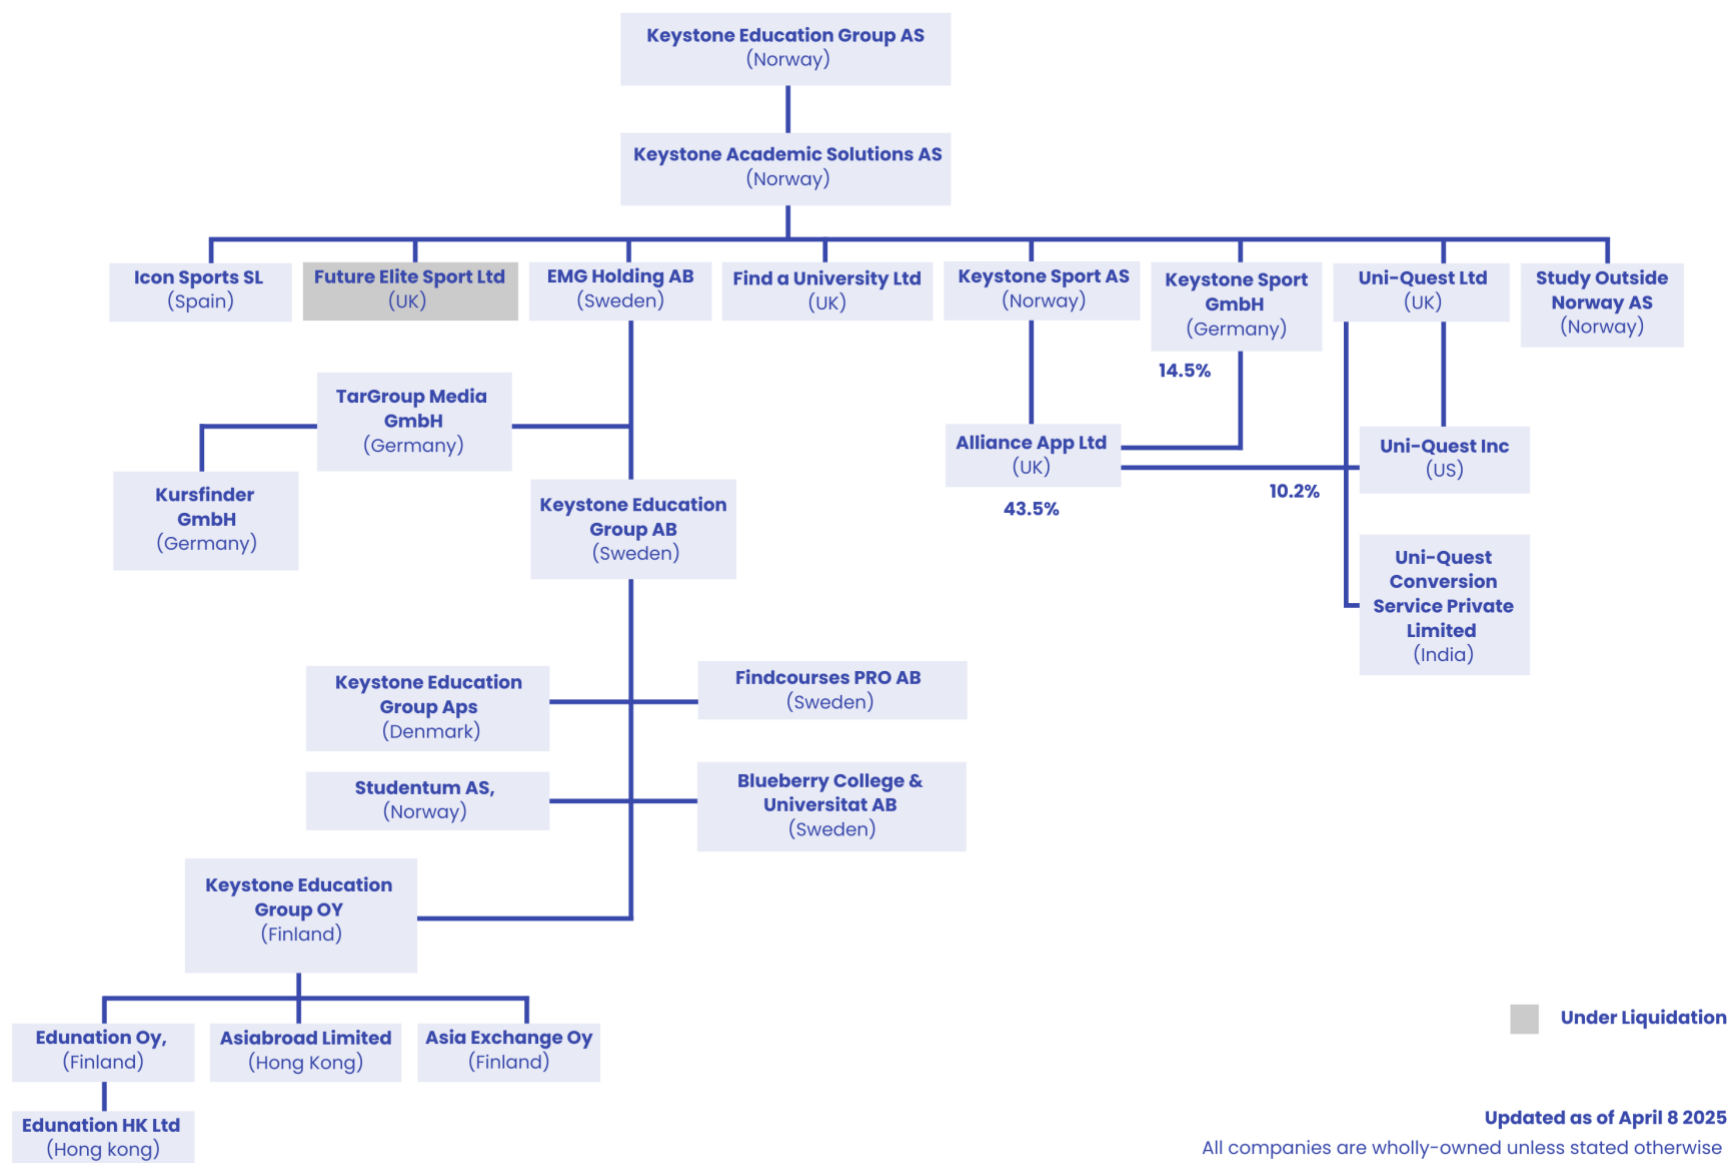 Keystone Education Group AS
(Norway)
Keystone Academic Solutions AS
(Norway)
Icon Sports SL
(Spain)
Future Elite Sport Ltd
(UK)
EMG Holding AB
(Sweden)
Find a University Ltd
(UK)
Keystone Sport AS
(Norway)
Keystone Sport
GmbH
(Germany)
Uni-Quest Ltd
(UK)
Study Outside
Norway AS
(Norway)
14.5%
TarGroup Media
GmbH
(Germany)
Alliance App Ltd
(UK)
43.5%
Uni-Quest Inc
(US)
10.2%
Kursfinder
GmbH
(Germany)
Keystone Education
Group AB
(Sweden)
Uni-Quest
Conversion
Service Private
Limited
(India)
Keystone Education
Group Aps
(Denmark)
Findcourses PRO AB
(Sweden)
Studentum AS,
(Norway)
Blueberry College &
Universitat AB
(Sweden)
Keystone Education
Group OY
(Finland)
Edunation Oy,
(Finland)
Asiabroad Limited
(Hong Kong)
Asia Exchange Oy
(Finland)
Edunation HK Ltd
(Hong kong)
Under Liquidation
Updated as of April 8 2025
All companies are wholly-owned unless stated otherwise